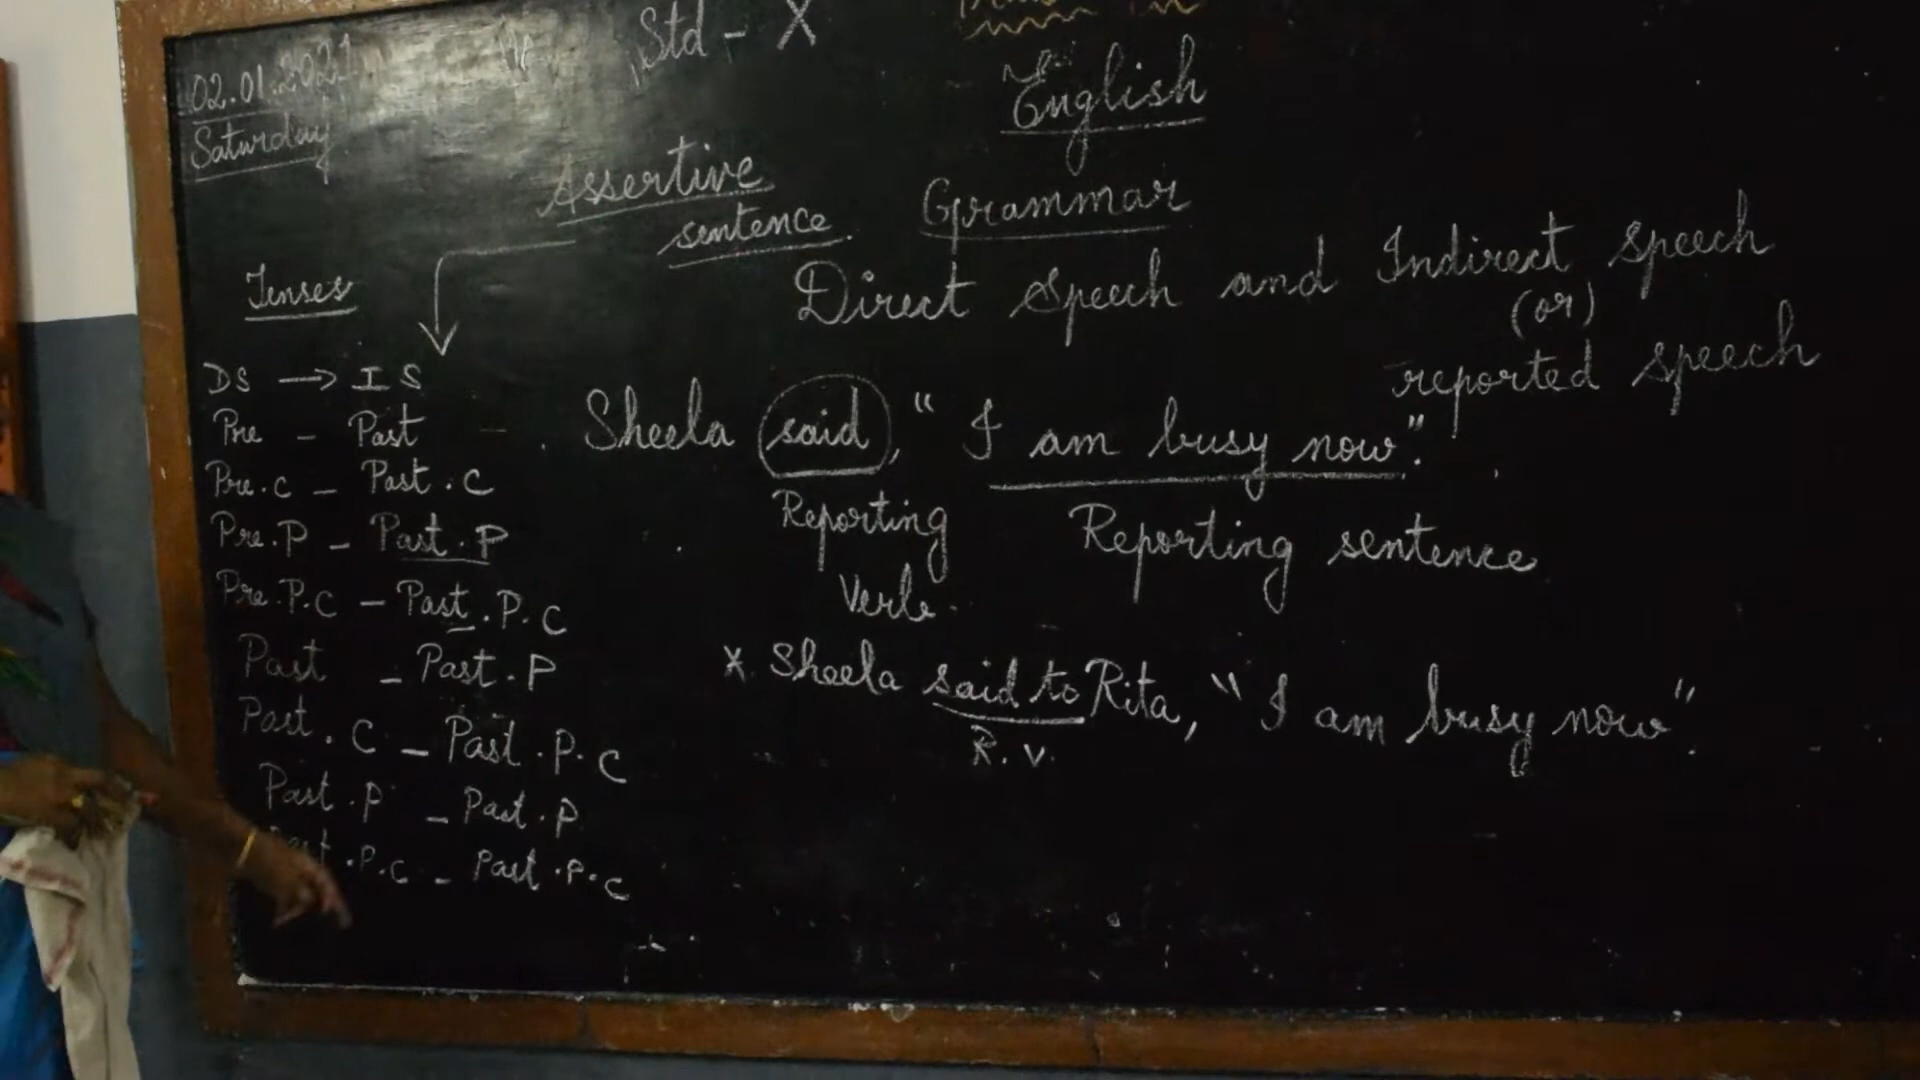 02.01.2021
Saturday
Std - X
English
Grammar
Assertive
sentence.
Direct speech and Indirect speech
(or)
reported speech
Tenses
DS → IS
Pre - Past
Pre.C - Past.C
Pre.P - Past.P
Pre.P.C - Past.P.C
Past - Past.P
Past.C - Past.P.C
Past.P - Past.P
.P.C - Past.P.C
Sheela said, "I am busy now".
Reporting
Verb.
Reporting sentence
* Sheela said to Rita, "I am busy now".
R.V.